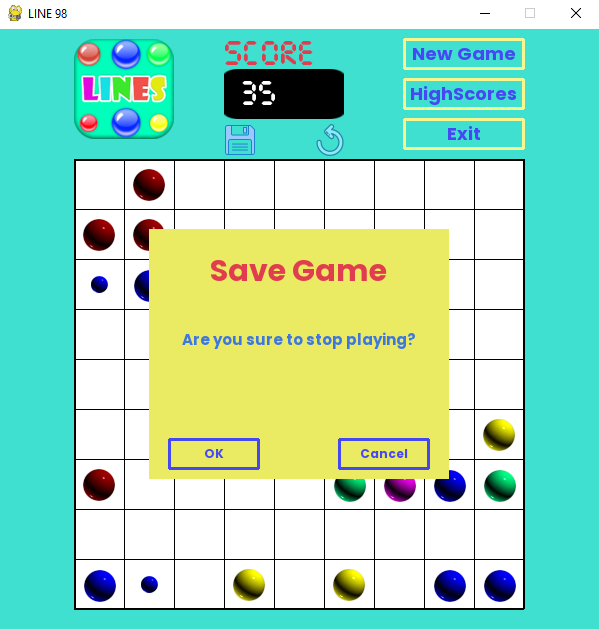 LINE 98
LINES
SCORE
35
New Game
HighScores
Exit
Save Game
Are you sure to stop playing?
OK
Cancel